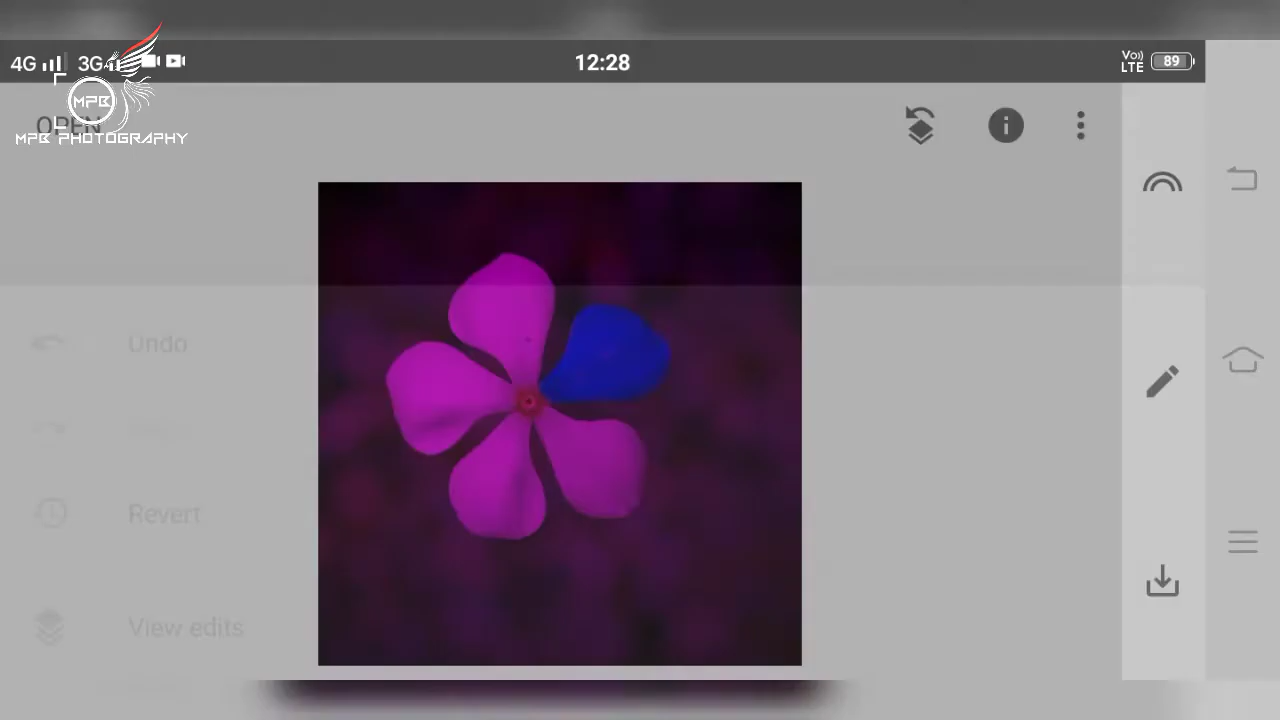 4G 3G 12:28 Vo)) LTE 89
MPB
OPEN
MPB PHOTOGRAPHY
Undo
Revert
View edits